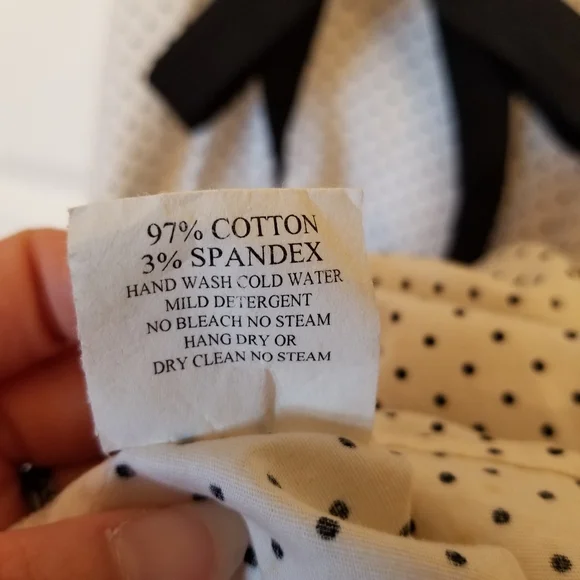 97% COTTON
3% SPANDEX
HAND WASH COLD WATER
MILD DETERGENT
NO BLEACH NO STEAM
HANG DRY OR
DRY CLEAN NO STEAM